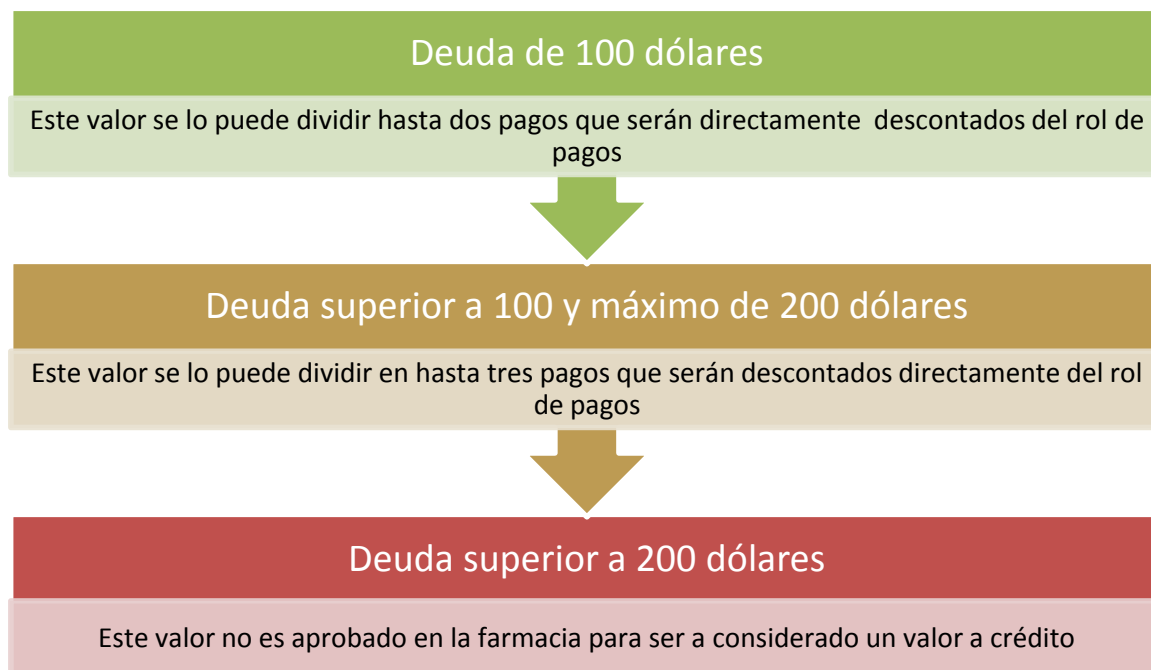 Deuda de 100 dólares
Este valor se lo puede dividir hasta dos pagos que serán directamente descontados del rol de
pagos
Deuda superior a 100 y máximo de 200 dólares
Este valor se lo puede dividir en hasta tres pagos que serán descontados directamente del rol
de pagos
Deuda superior a 200 dólares
Este valor no es aprobado en la farmacia para ser a considerado un valor a crédito